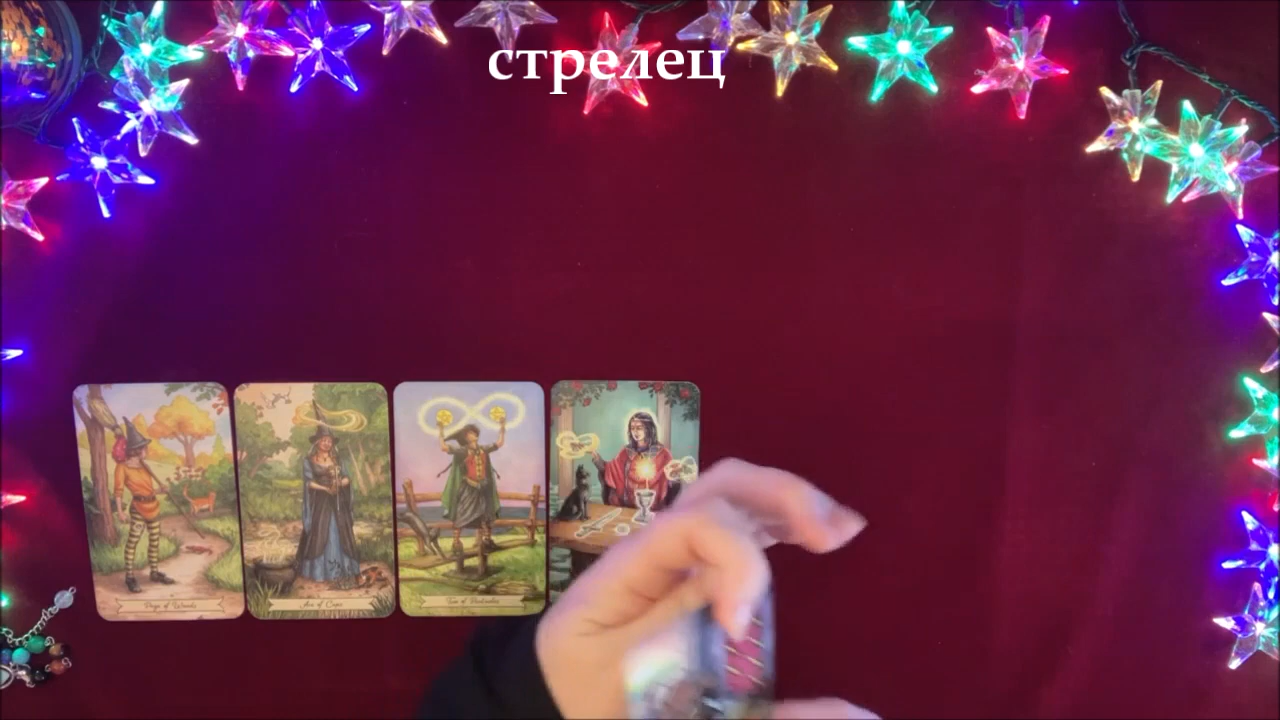 стрелец
Page of Wands
Ace of Cups
Two of Pentacles